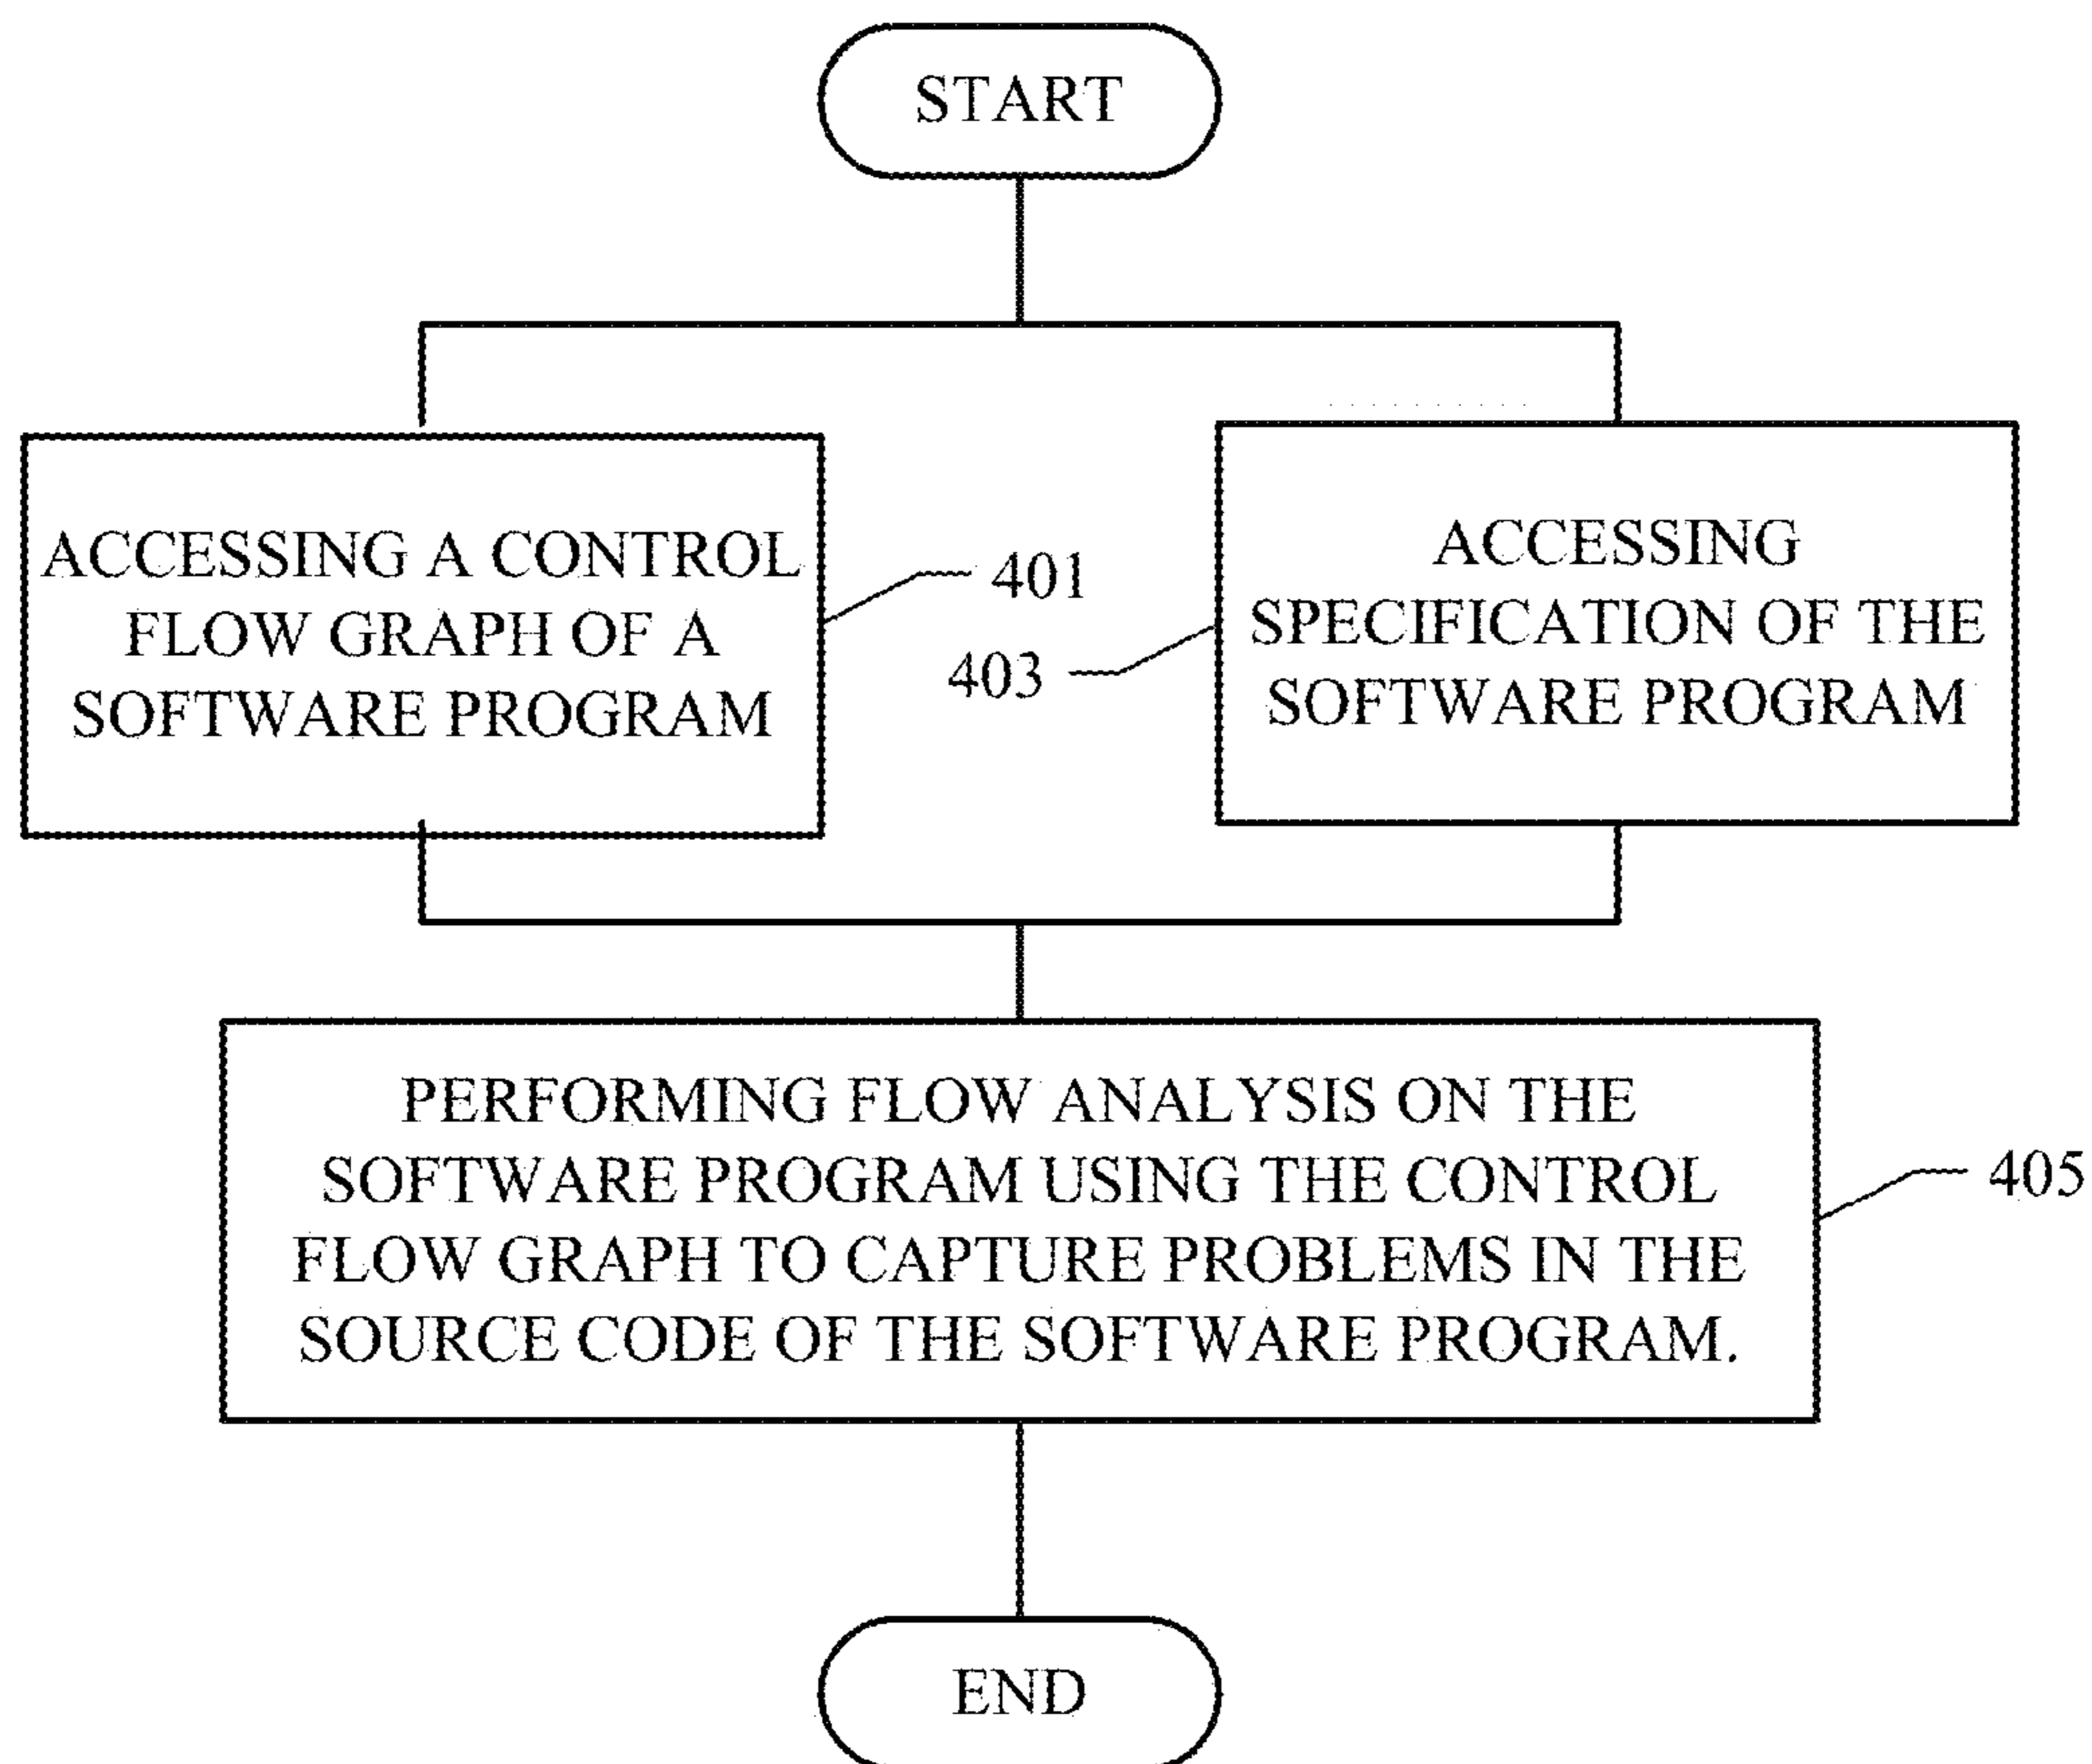 START
ACCESSING A CONTROL
FLOW GRAPH OF A
SOFTWARE PROGRAM
401
ACCESSING
SPECIFICATION OF THE
SOFTWARE PROGRAM
403
PERFORMING FLOW ANALYSIS ON THE
SOFTWARE PROGRAM USING THE CONTROL
FLOW GRAPH TO CAPTURE PROBLEMS IN THE
SOURCE CODE OF THE SOFTWARE PROGRAM.
405
END